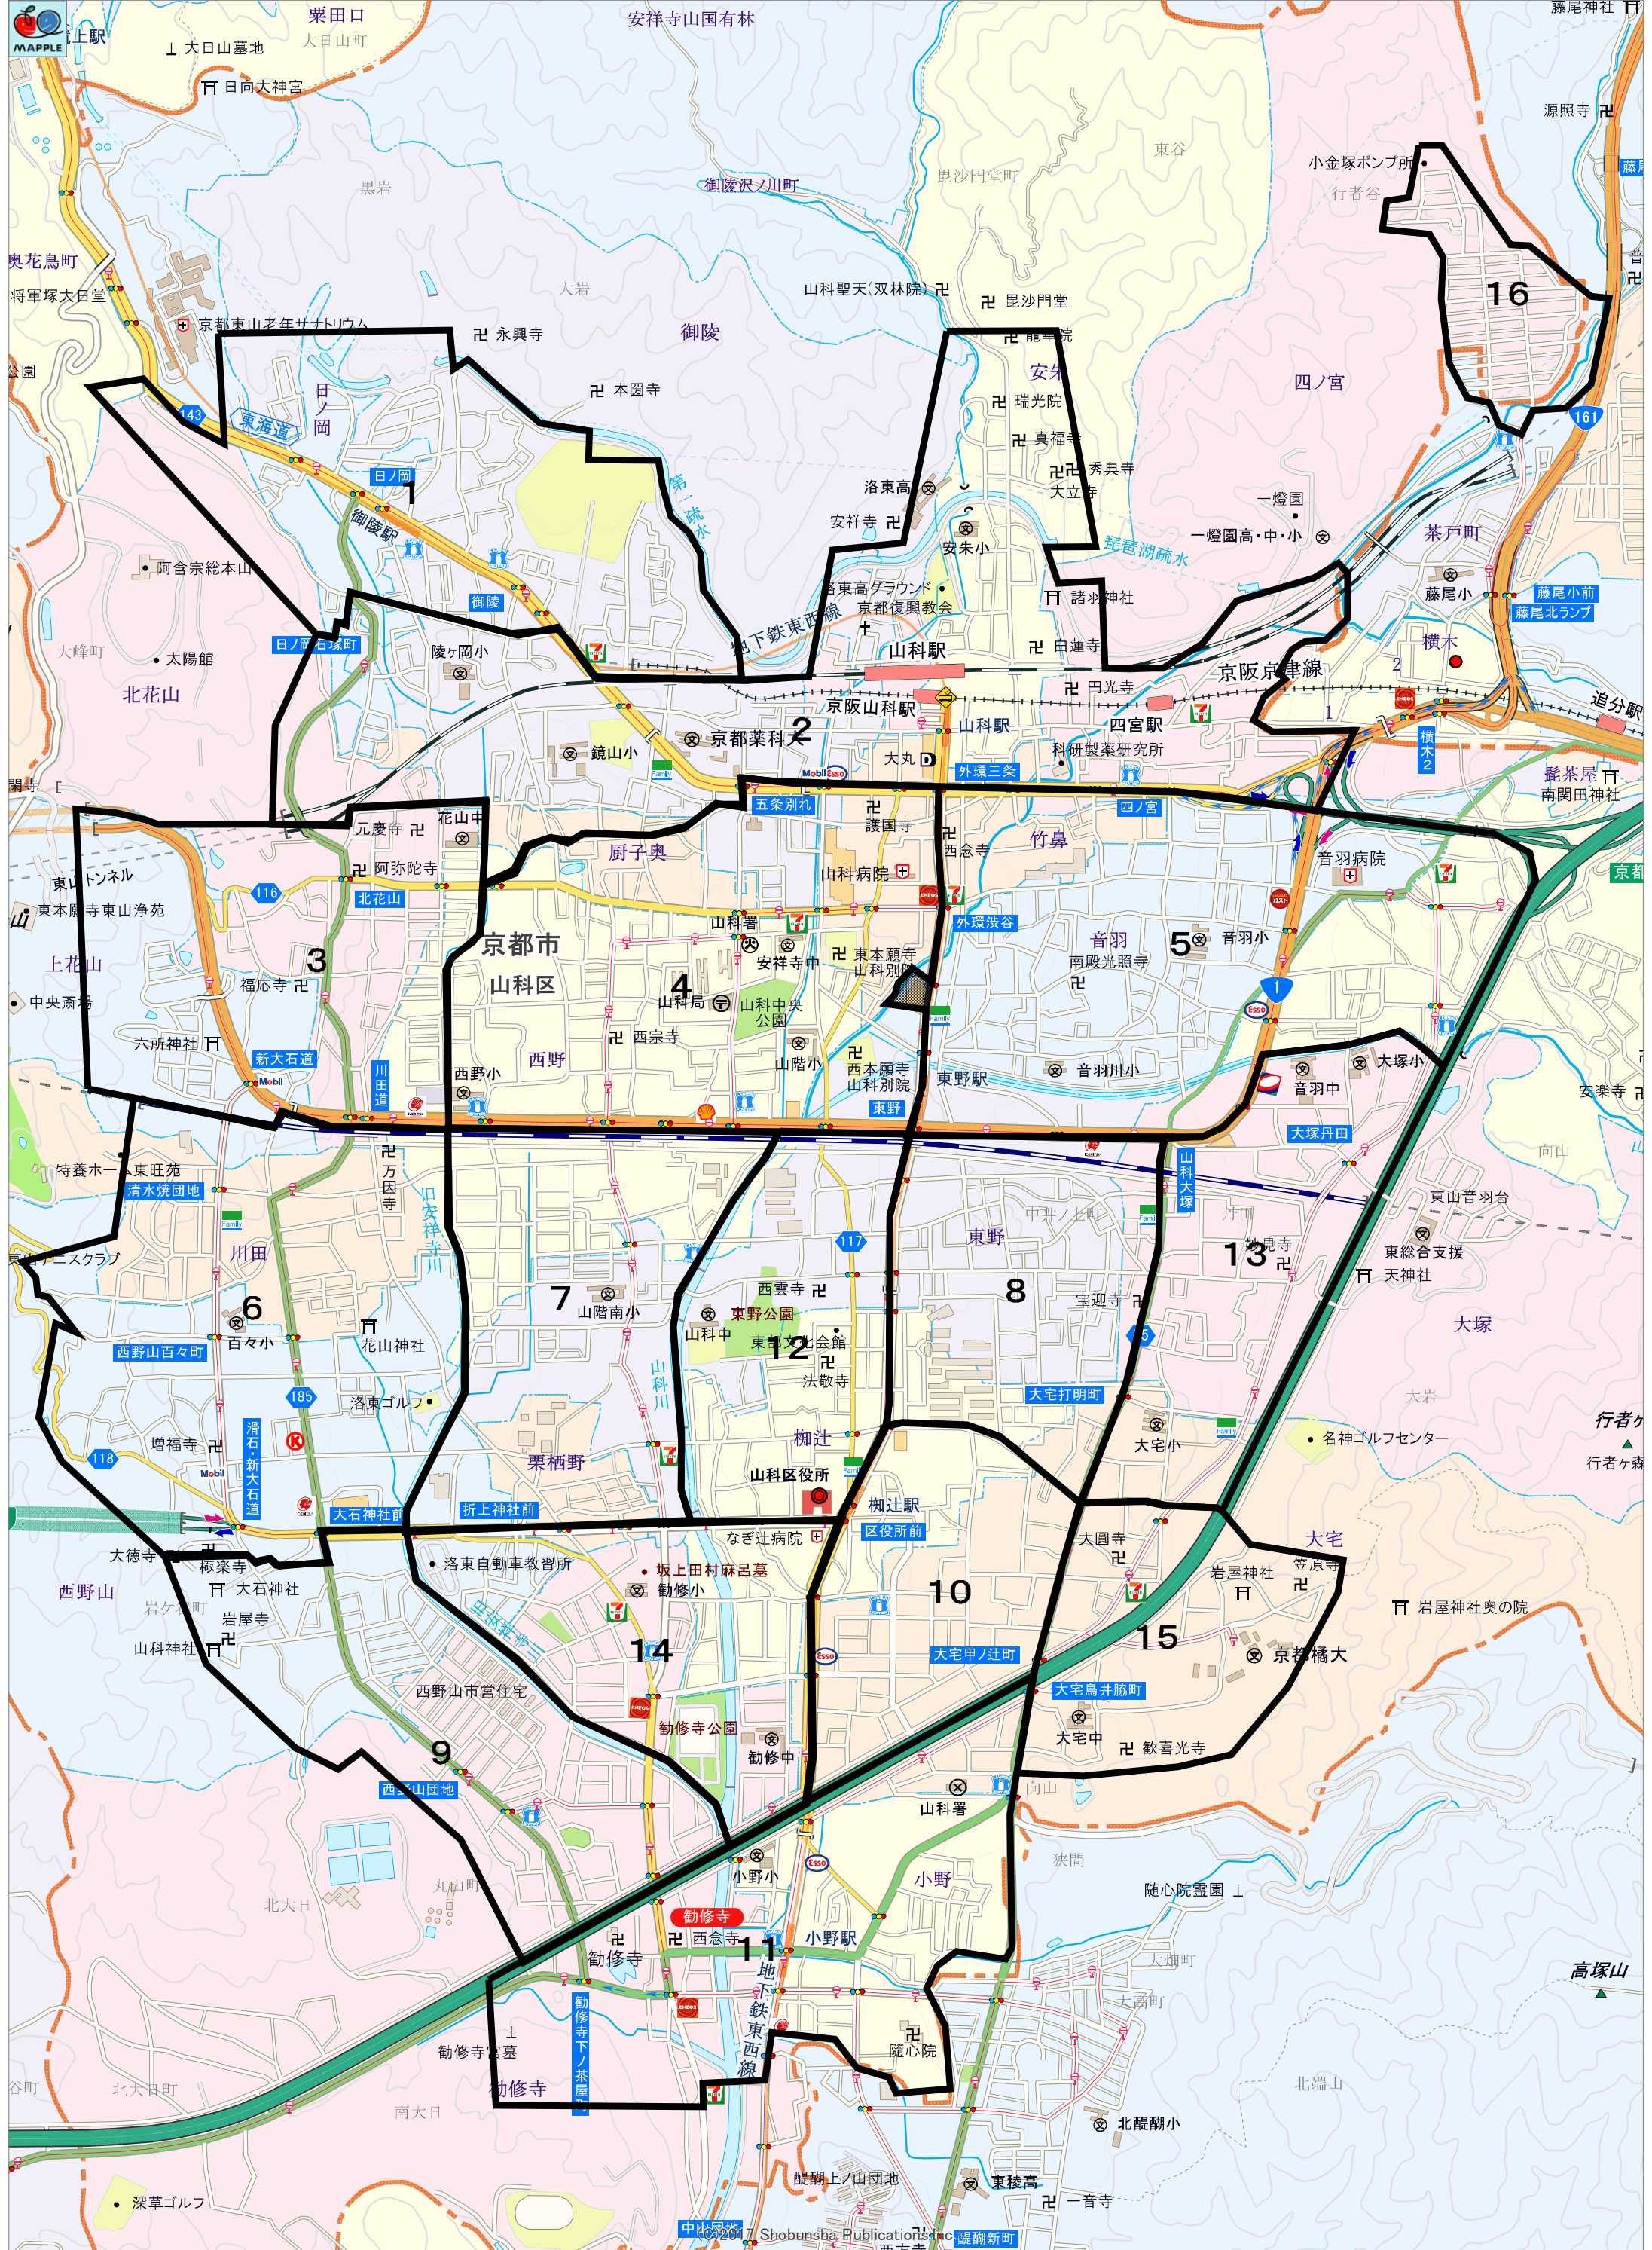 MAPPLE
蹴上駅
粟田口
大日山町
大日山墓地
日向大神宮
安祥寺山国有林
藤尾神社
源照寺
小金塚ポンプ所
行者谷
東谷
毘沙門堂町
御陵沢ノ川町
黒岩
奥花鳥町
将軍塚大日堂
京都東山老年サナトリウム
大岩
山科聖天(双林院)
毘沙門堂
16
永興寺
御陵
龍華院
安朱
四ノ宮
公園
日ノ岡
本圀寺
瑞光院
143
東海道
161
真福寺
日ノ岡
1
第一疏水
洛東高
秀典寺
大立寺
一燈園
御陵駅
安祥寺
安朱小
琵琶湖疏水
一燈園高・中・小
茶戸町
阿含宗総本山
洛東高グラウンド
京都復興教会
諸羽神社
藤尾小
藤尾小前
藤尾北ランプ
御陵
地下鉄東西線
日ノ岡石塚町
大峰町
太陽館
陵ヶ岡小
山科駅
白蓮寺
横木
2
北花山
京阪山科駅
円光寺
京阪京津線
追分駅
四宮駅
1
山科駅
2
鏡山小
京都薬科大
大丸
科研製薬研究所
横木2
Family
Mobil
Esso
外環三条
髭茶屋
南関田神社
五条別れ
四ノ宮
花山中
元慶寺
護国寺
竹鼻
厨子奥
西念寺
阿弥陀寺
音羽病院
東山トンネル
116
北花山
山科病院
京都
東本願寺東山浄苑
山科署
外環渋谷
京都市
山科区
安祥寺中
東本願寺
山科別院
音羽
5
音羽小
南殿光照寺
上花山
3
福応寺
4
山科局
山科中央
公園
1
中央斎場
Esso
六所神社
西宗寺
新大石道
西野
山階小
西本願寺
山科別院
東野駅
音羽川小
大塚小
音羽中
Mobil
川田道
西野小
東野
安楽寺
大塚丹田
特養ホーム東旺苑
清水焼団地
万因寺
山科大塚
向山
旧安祥寺川
東山音羽台
中井ノ上町
丹田
東山テニスクラブ
川田
117
東野
妙見寺
13
東総合支援
天神社
西雲寺
8
宝迎寺
7
山階南小
山科中
東野公園
6
百々小
花山神社
東部文化会館
12
法敬寺
大塚
西野山百々町
山科川
185
洛東ゴルフ
大宅打明町
大岩
行者ヶ森
増福寺
118
滑石・新大石道
Mobil
栗栖野
椥辻
大宅小
名神ゴルフセンター
山科区役所
大石神社前
折上神社前
椥辻駅
区役所前
なぎ辻病院
大徳寺
極楽寺
洛東自動車教習所
坂上田村麻呂墓
大圓寺
大宅
笠原寺
西野山
大石神社
岩ケ谷町
勧修小
10
岩屋神社
岩屋神社奥の院
岩屋寺
山科神社
旧安祥寺川
14
Esso
大宅甲ノ辻町
15
京都橘大
西野山市営住宅
大宅鳥井脇町
勧修寺公園
大宅中
9
勧修中
歓喜光寺
西野山団地
山科署
向山
小野小
Esso
狭間
小野
丸山町
北大日
随心院霊園
勧修寺
西念寺
11
小野駅
勧修寺
大畑町
高塚山
地下鉄東西線
大高町
勧修寺下ノ茶屋町
隨心院
勧修寺宮墓
勧修寺
北大日町
南大日
北端山
北醍醐小
醍醐上ノ山団地
東稜高
深草ゴルフ
一音寺
中山団地
醍醐新町
(C)2017 Shobunsha Publications,Inc.